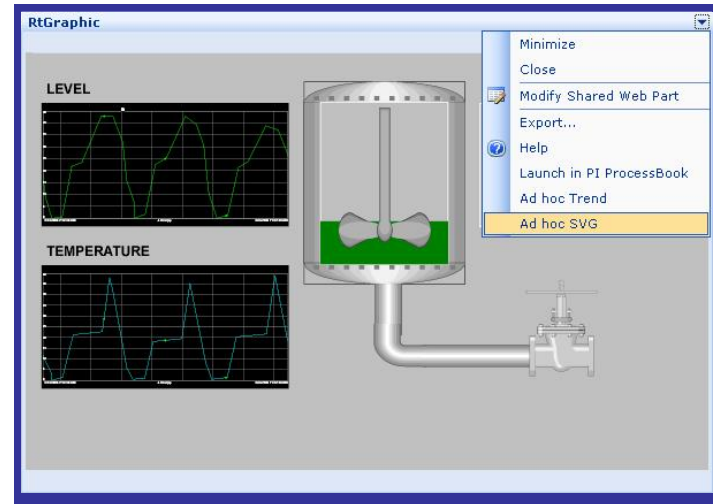 RtGraphic
Minimize
Close
Modify Shared Web Part
Export...
Help
Launch in PI ProcessBook
Ad hoc Trend
Ad hoc SVG
LEVEL
TEMPERATURE